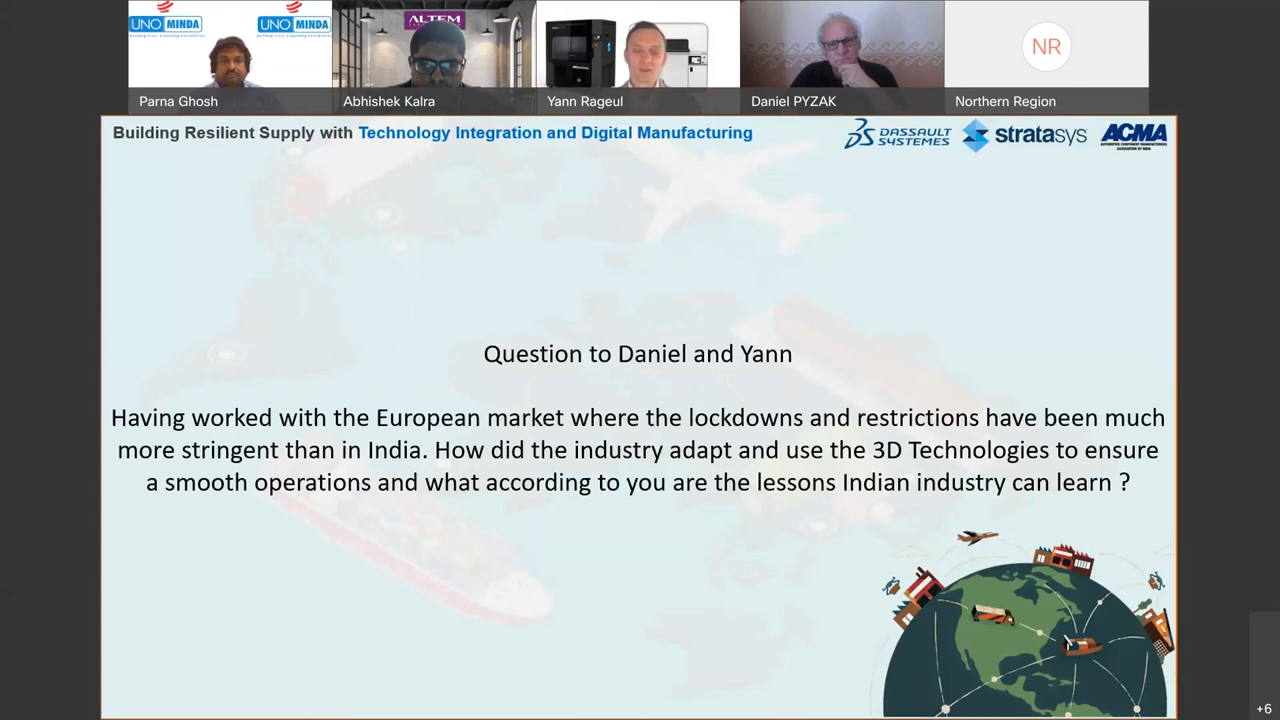 UNO MINDA
UNO MINDA
ALTEM
Parna Ghosh
Abhishek Kalra
Yann Rageul
Daniel PYZAK
NR
Northern Region
Building Resilient Supply with Technology Integration and Digital Manufacturing
DASSAULT
SYSTEMES
stratasys
ACMA
Question to Daniel and Yann
Having worked with the European market where the lockdowns and restrictions have been much
more stringent than in India. How did the industry adapt and use the 3D Technologies to ensure
a smooth operations and what according to you are the lessons Indian industry can learn ?
+6